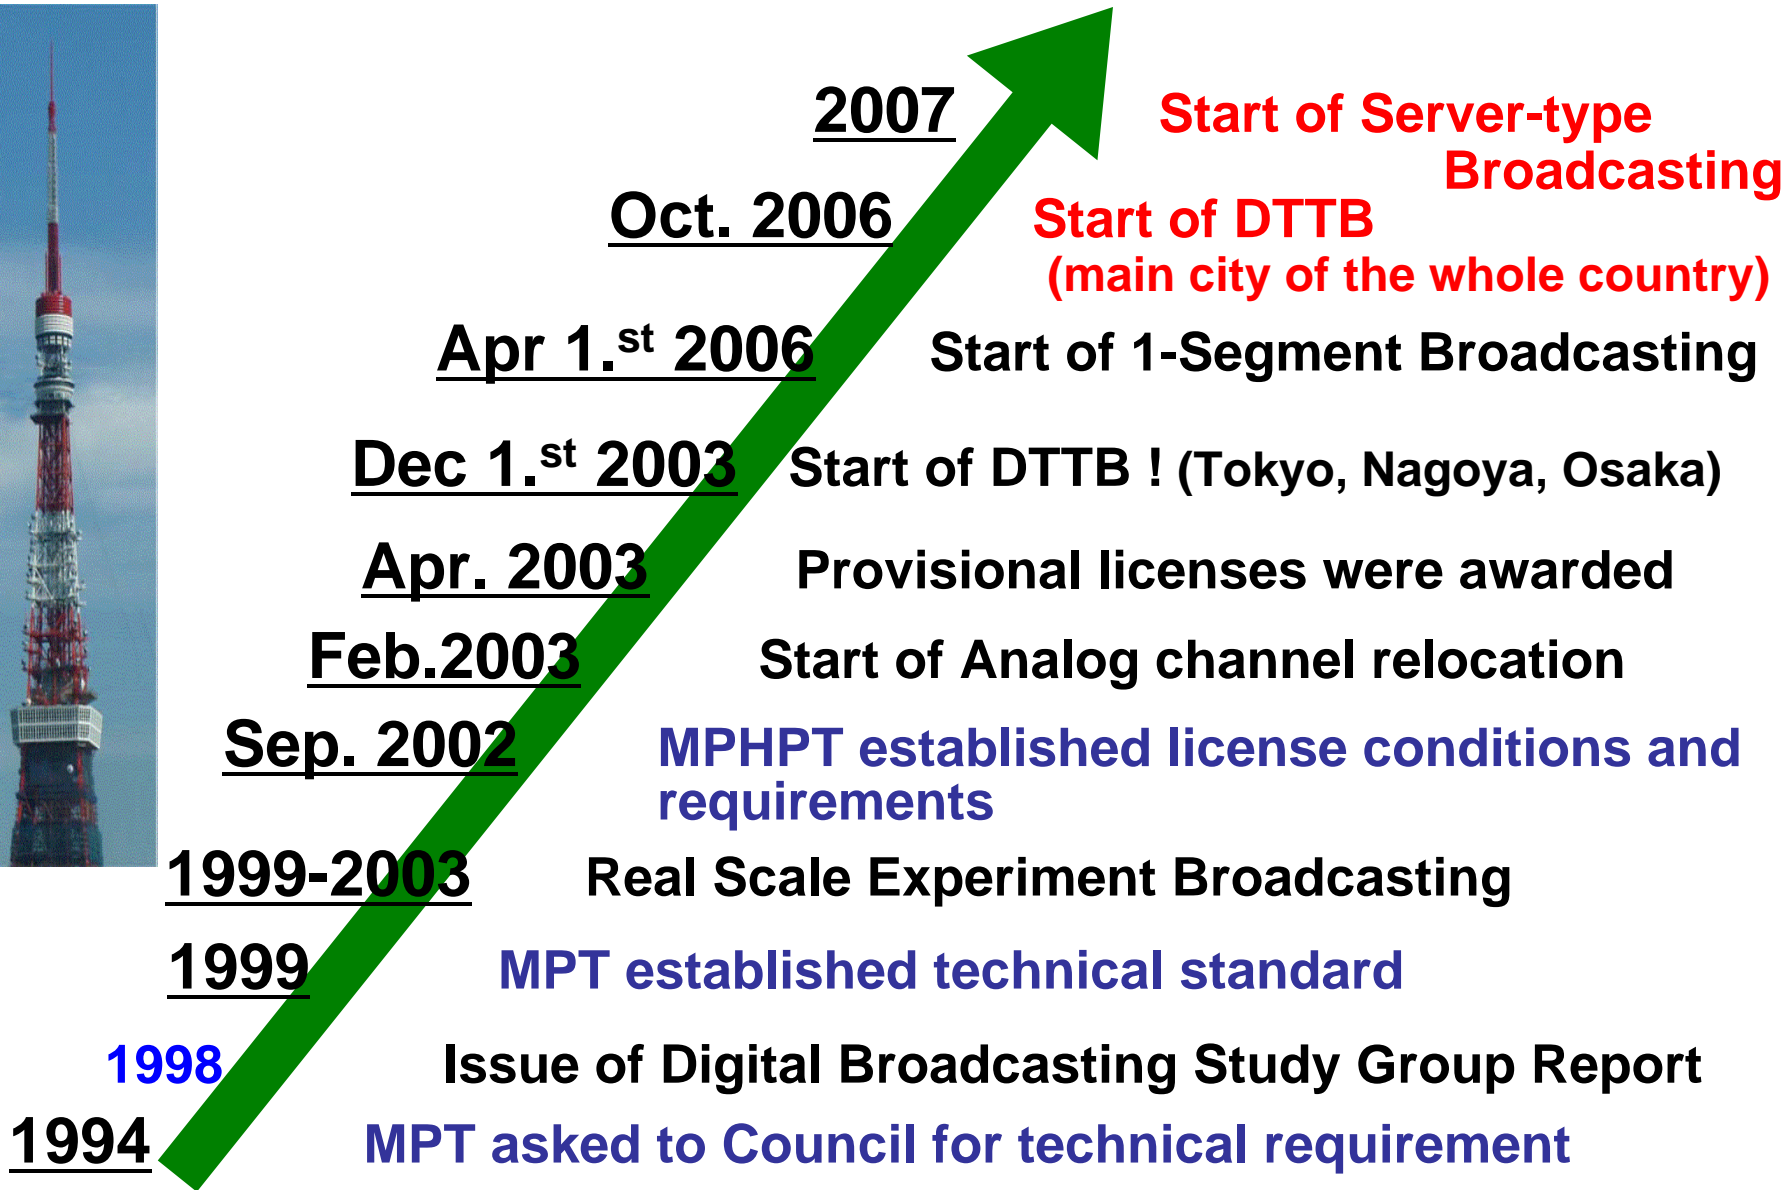 2007 Start of Server-type
Broadcasting
Oct. 2006 Start of DTTB
(main city of the whole country)
Apr 1.st 2006 Start of 1-Segment Broadcasting
Dec 1.st 2003 Start of DTTB ! (Tokyo, Nagoya, Osaka)
Apr. 2003 Provisional licenses were awarded
Feb.2003 Start of Analog channel relocation
Sep. 2002 MPHPT established license conditions and
requirements
1999-2003 Real Scale Experiment Broadcasting
1999 MPT established technical standard
1998 Issue of Digital Broadcasting Study Group Report
1994 MPT asked to Council for technical requirement